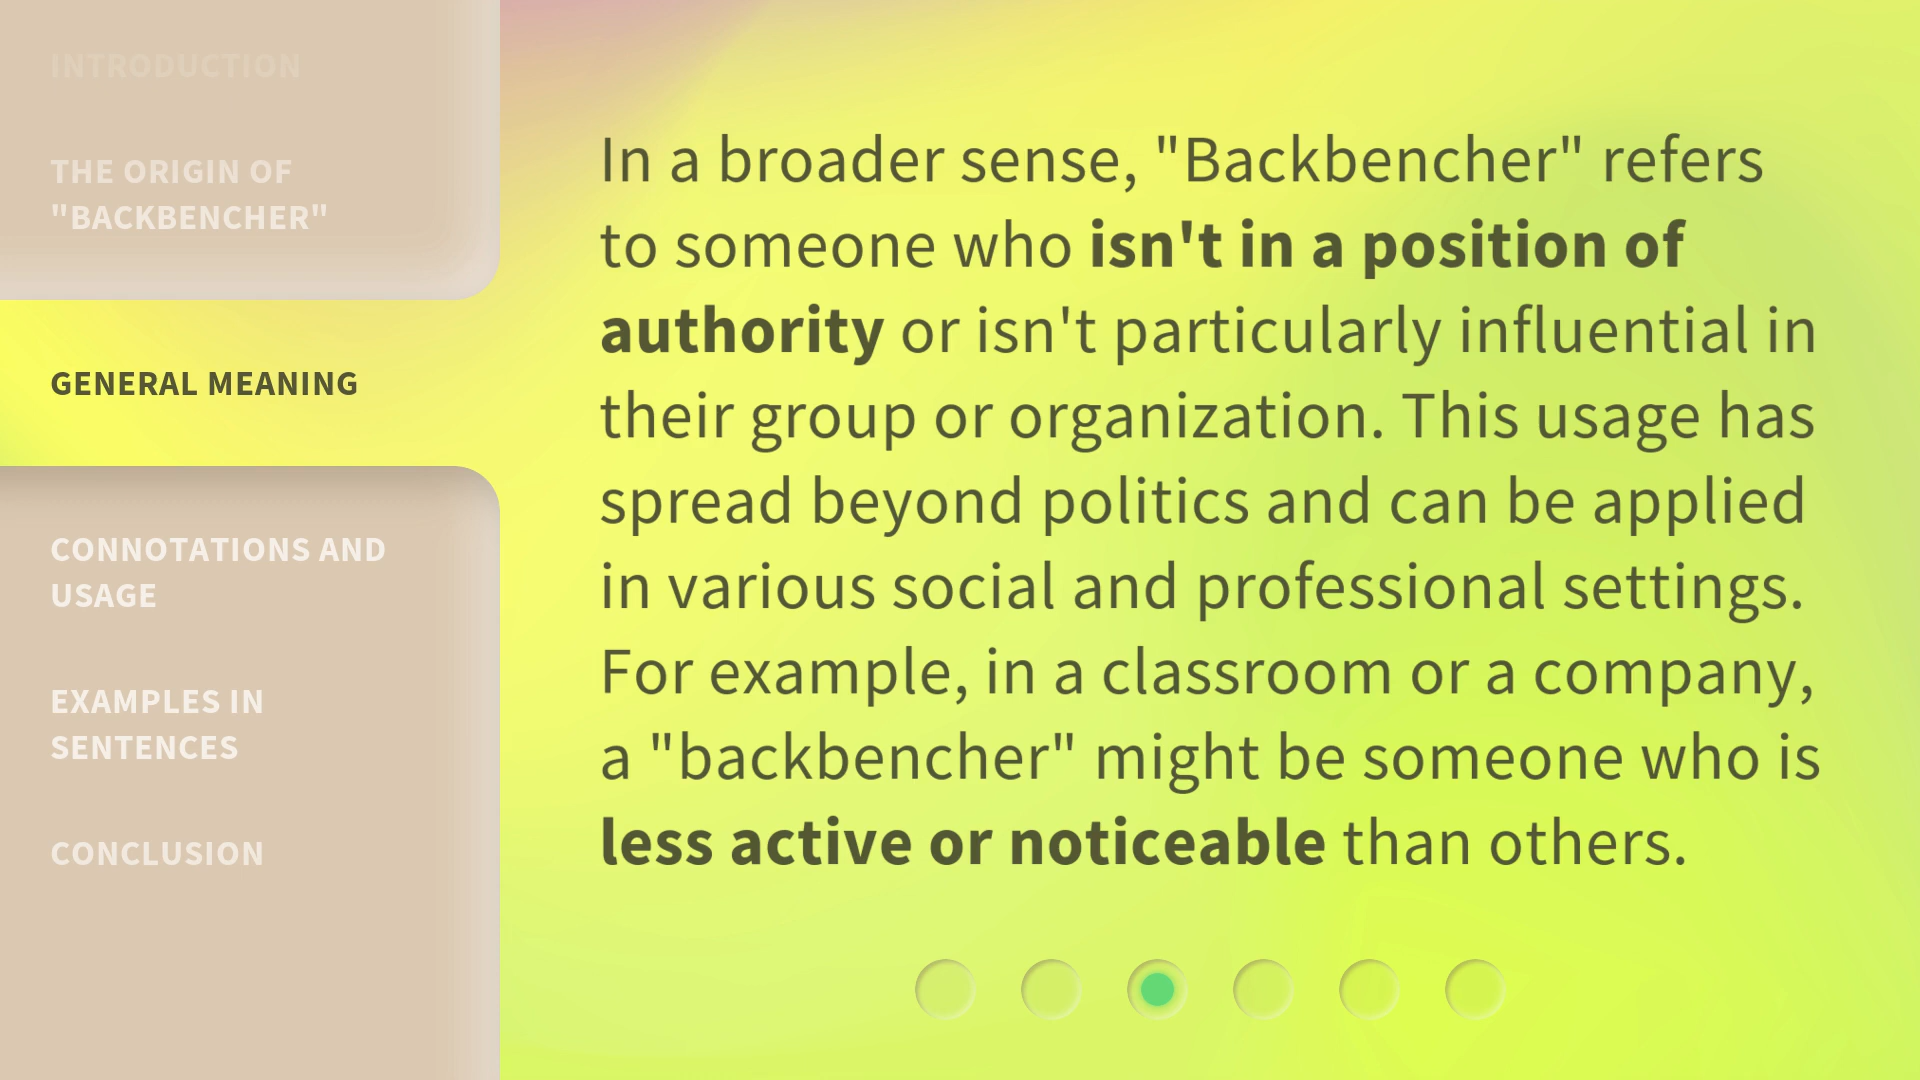 INTRODUCTION
THE ORIGIN OF
"BACKBENCHER"
GENERAL MEANING
CONNOTATIONS AND
USAGE
EXAMPLES IN
SENTENCES
CONCLUSION
In a broader sense, "Backbencher" refers
to someone who isn't in a position of
authority or isn't particularly influential in
their group or organization. This usage has
spread beyond politics and can be applied
in various social and professional settings.
For example, in a classroom or a company,
a "backbencher" might be someone who is
less active or noticeable than others.